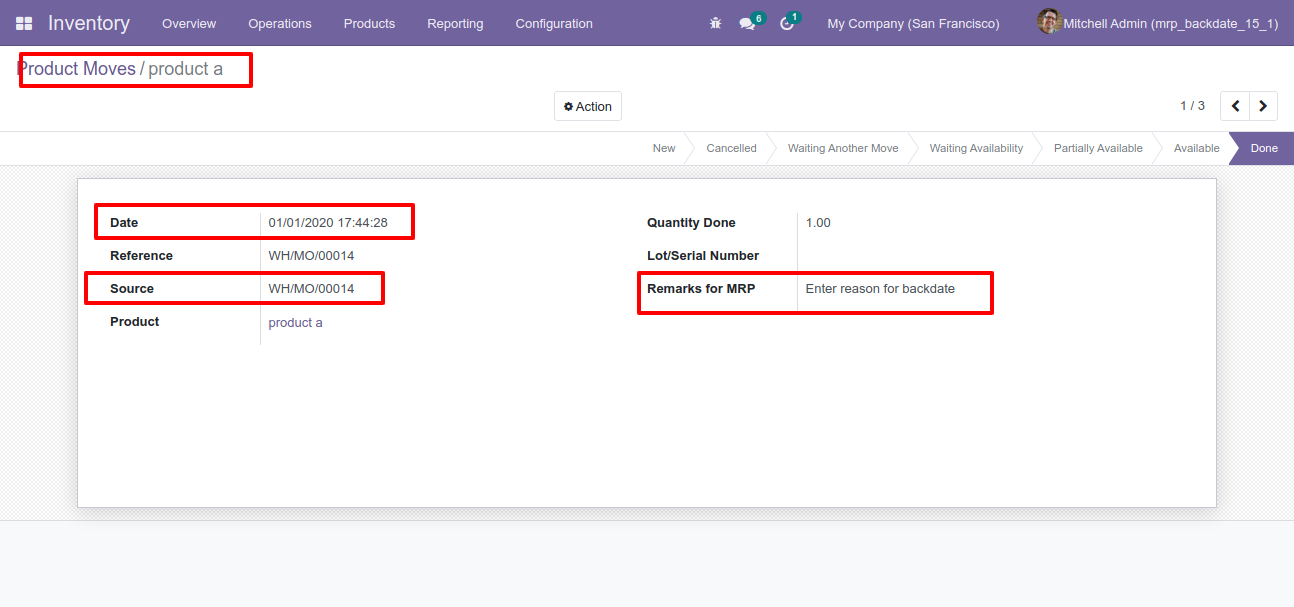 Inventory Overview Operations Products Reporting Configuration 6 1 My Company (San Francisco) Mitchell Admin (mrp_backdate_15_1)
Product Moves / product a
Action 1 / 3
New Cancelled Waiting Another Move Waiting Availability Partially Available Available Done
Date 01/01/2020 17:44:28 Quantity Done 1.00
Reference WH/MO/00014 Lot/Serial Number
Source WH/MO/00014 Remarks for MRP Enter reason for backdate
Product product a